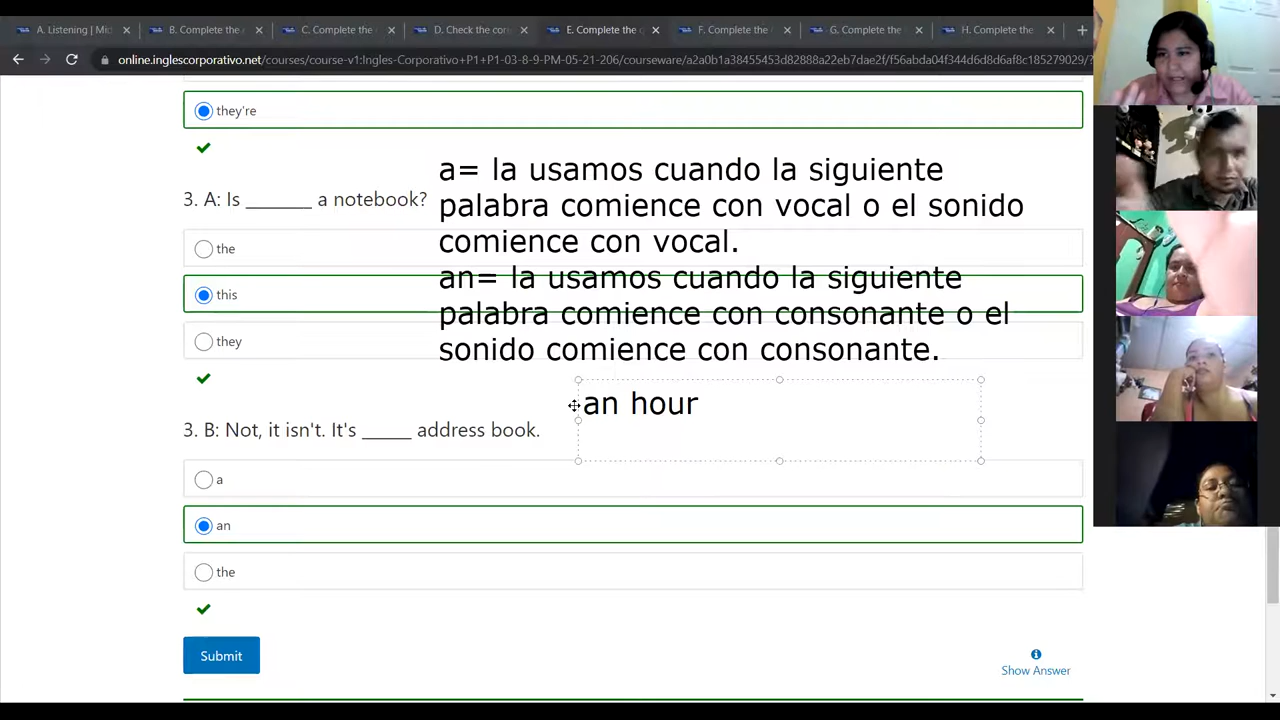 A. Listening | Mi
B. Complete the
C. Complete the
D. Check the cor
E. Complete the
F. Complete the
G. Complete the
H. Complete the
online.inglescorporativo.net/courses/course-v1:Ingles-Corporativo+P1+P1-03-8-9-PM-05-21-206/courseware/a2a0b1a38455453d82888a22eb7dae2f/f56abda04f344d6d8d6af8c185279029/?
they're
a= la usamos cuando la siguiente
palabra comience con vocal o el sonido
comience con vocal.
an= la usamos cuando la siguiente
palabra comience con consonante o el
sonido comience con consonante.
3. A: Is _______ a notebook?
the
this
they
an hour
3. B: Not, it isn't. It's _____ address book.
a
an
the
Submit
Show Answer